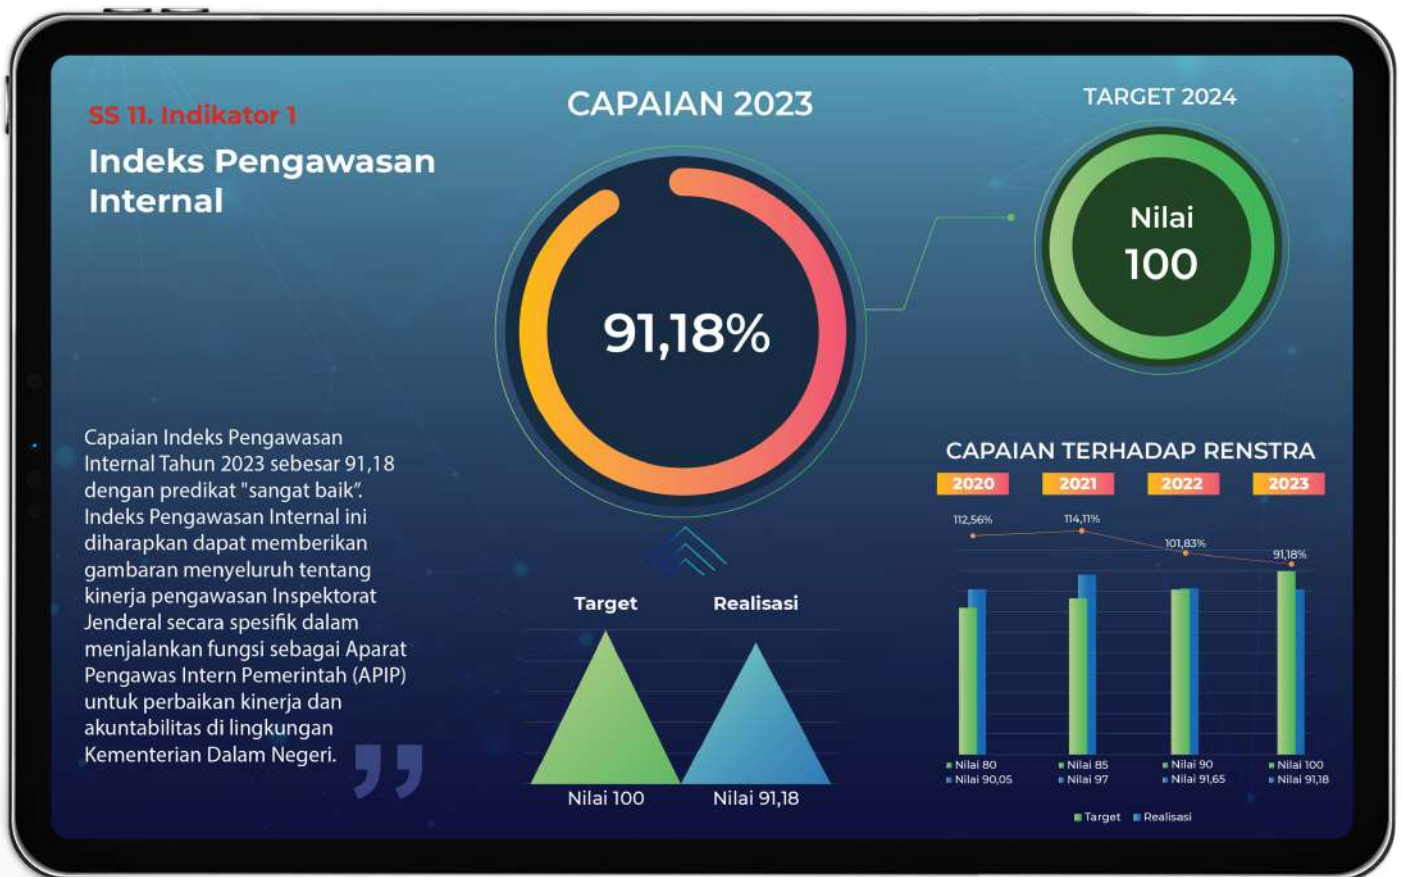 SS 11. Indikator 1
Indeks Pengawasan
Internal
Capaian Indeks Pengawasan
Internal Tahun 2023 sebesar 91,18
dengan predikat "sangat baik”.
Indeks Pengawasan Internal ini
diharapkan dapat memberikan
gambaran menyeluruh tentang
kinerja pengawasan Inspektorat
Jenderal secara spesifik dalam
menjalankan fungsi sebagai Aparat
Pengawas Intern Pemerintah (APIP)
untuk perbaikan kinerja dan
akuntabilitas di lingkungan
Kementerian Dalam Negeri.
”
CAPAIAN 2023
91,18%
Target Realisasi
Nilai 100 Nilai 91,18
TARGET 2024
Nilai
100
CAPAIAN TERHADAP RENSTRA
2020 2021 2022 2023
112,56% 114,11% 101,83% 91,18%
Nilai 80 Nilai 85 Nilai 90 Nilai 100
Nilai 90,05 Nilai 97 Nilai 91,65 Nilai 91,18
Target Realisasi